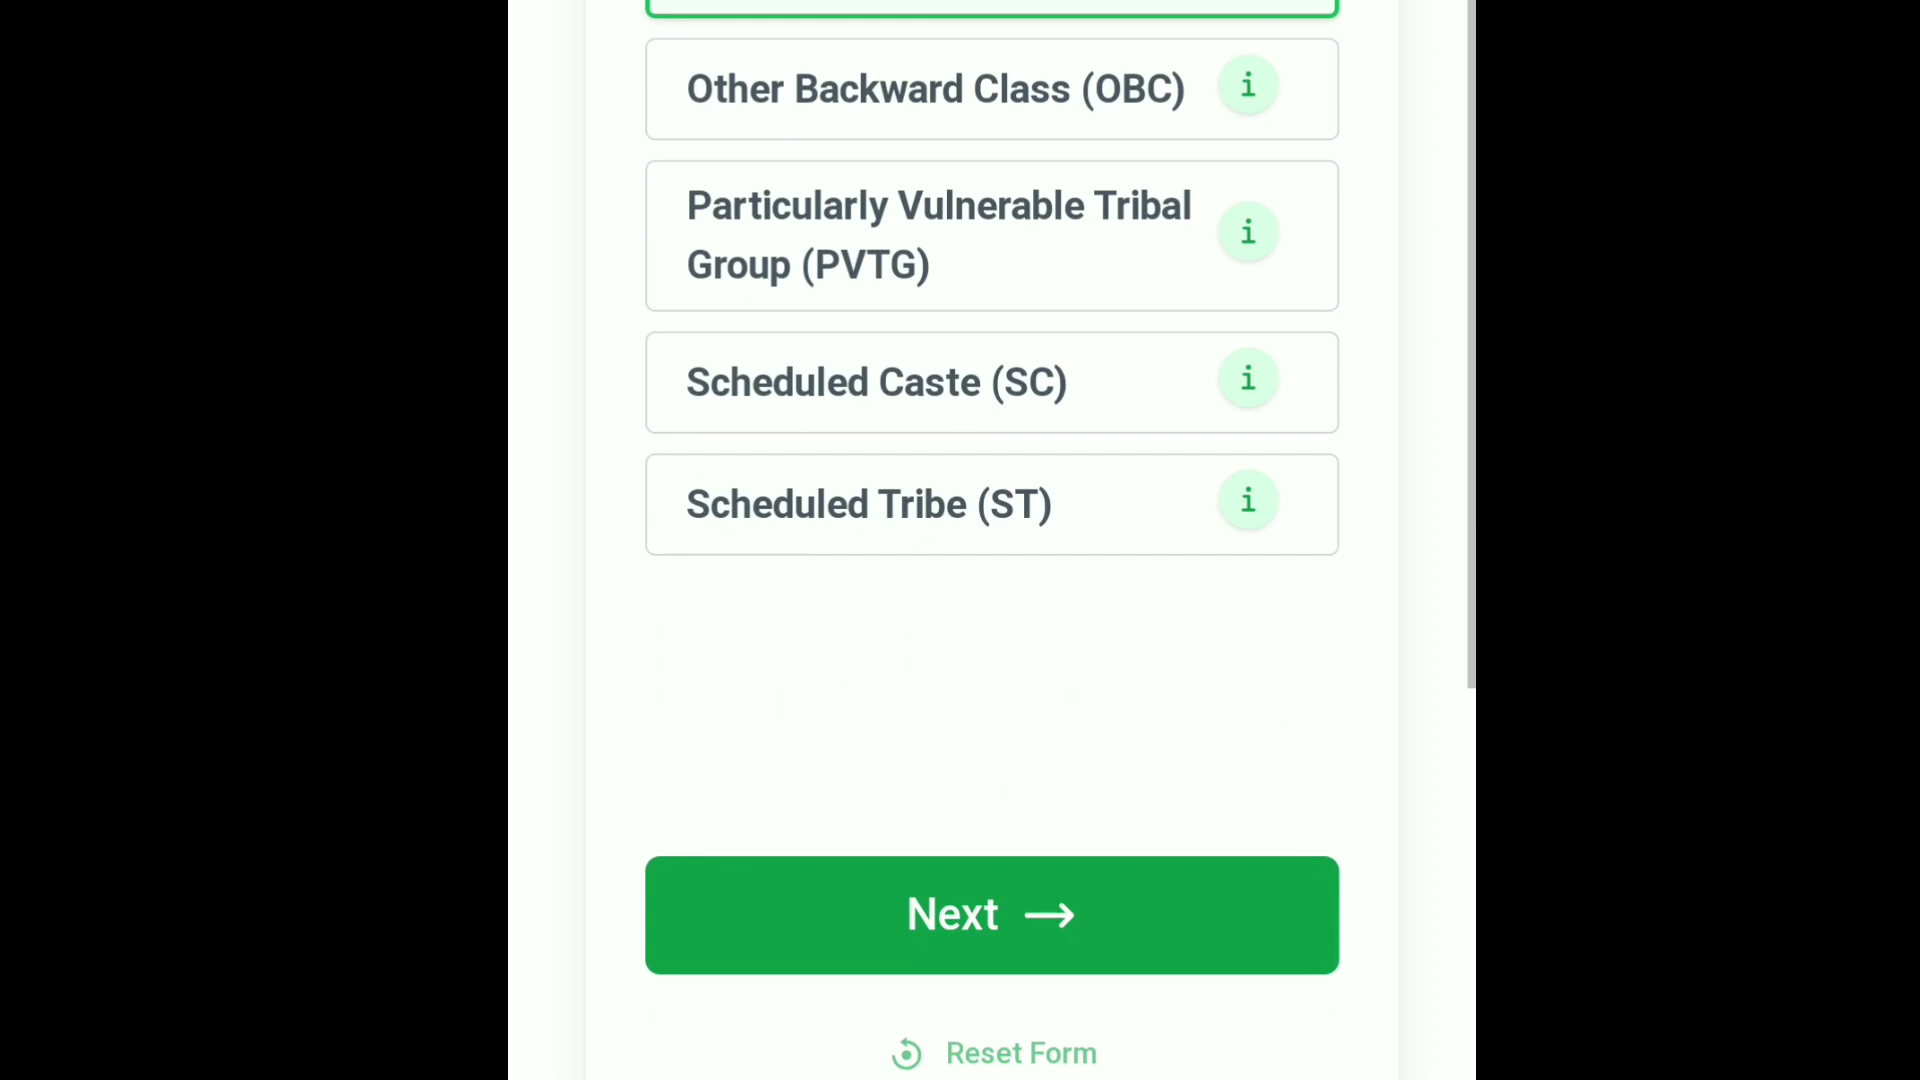 Other Backward Class (OBC) i
Particularly Vulnerable Tribal
Group (PVTG) i
Scheduled Caste (SC) i
Scheduled Tribe (ST) i
Next →
Reset Form